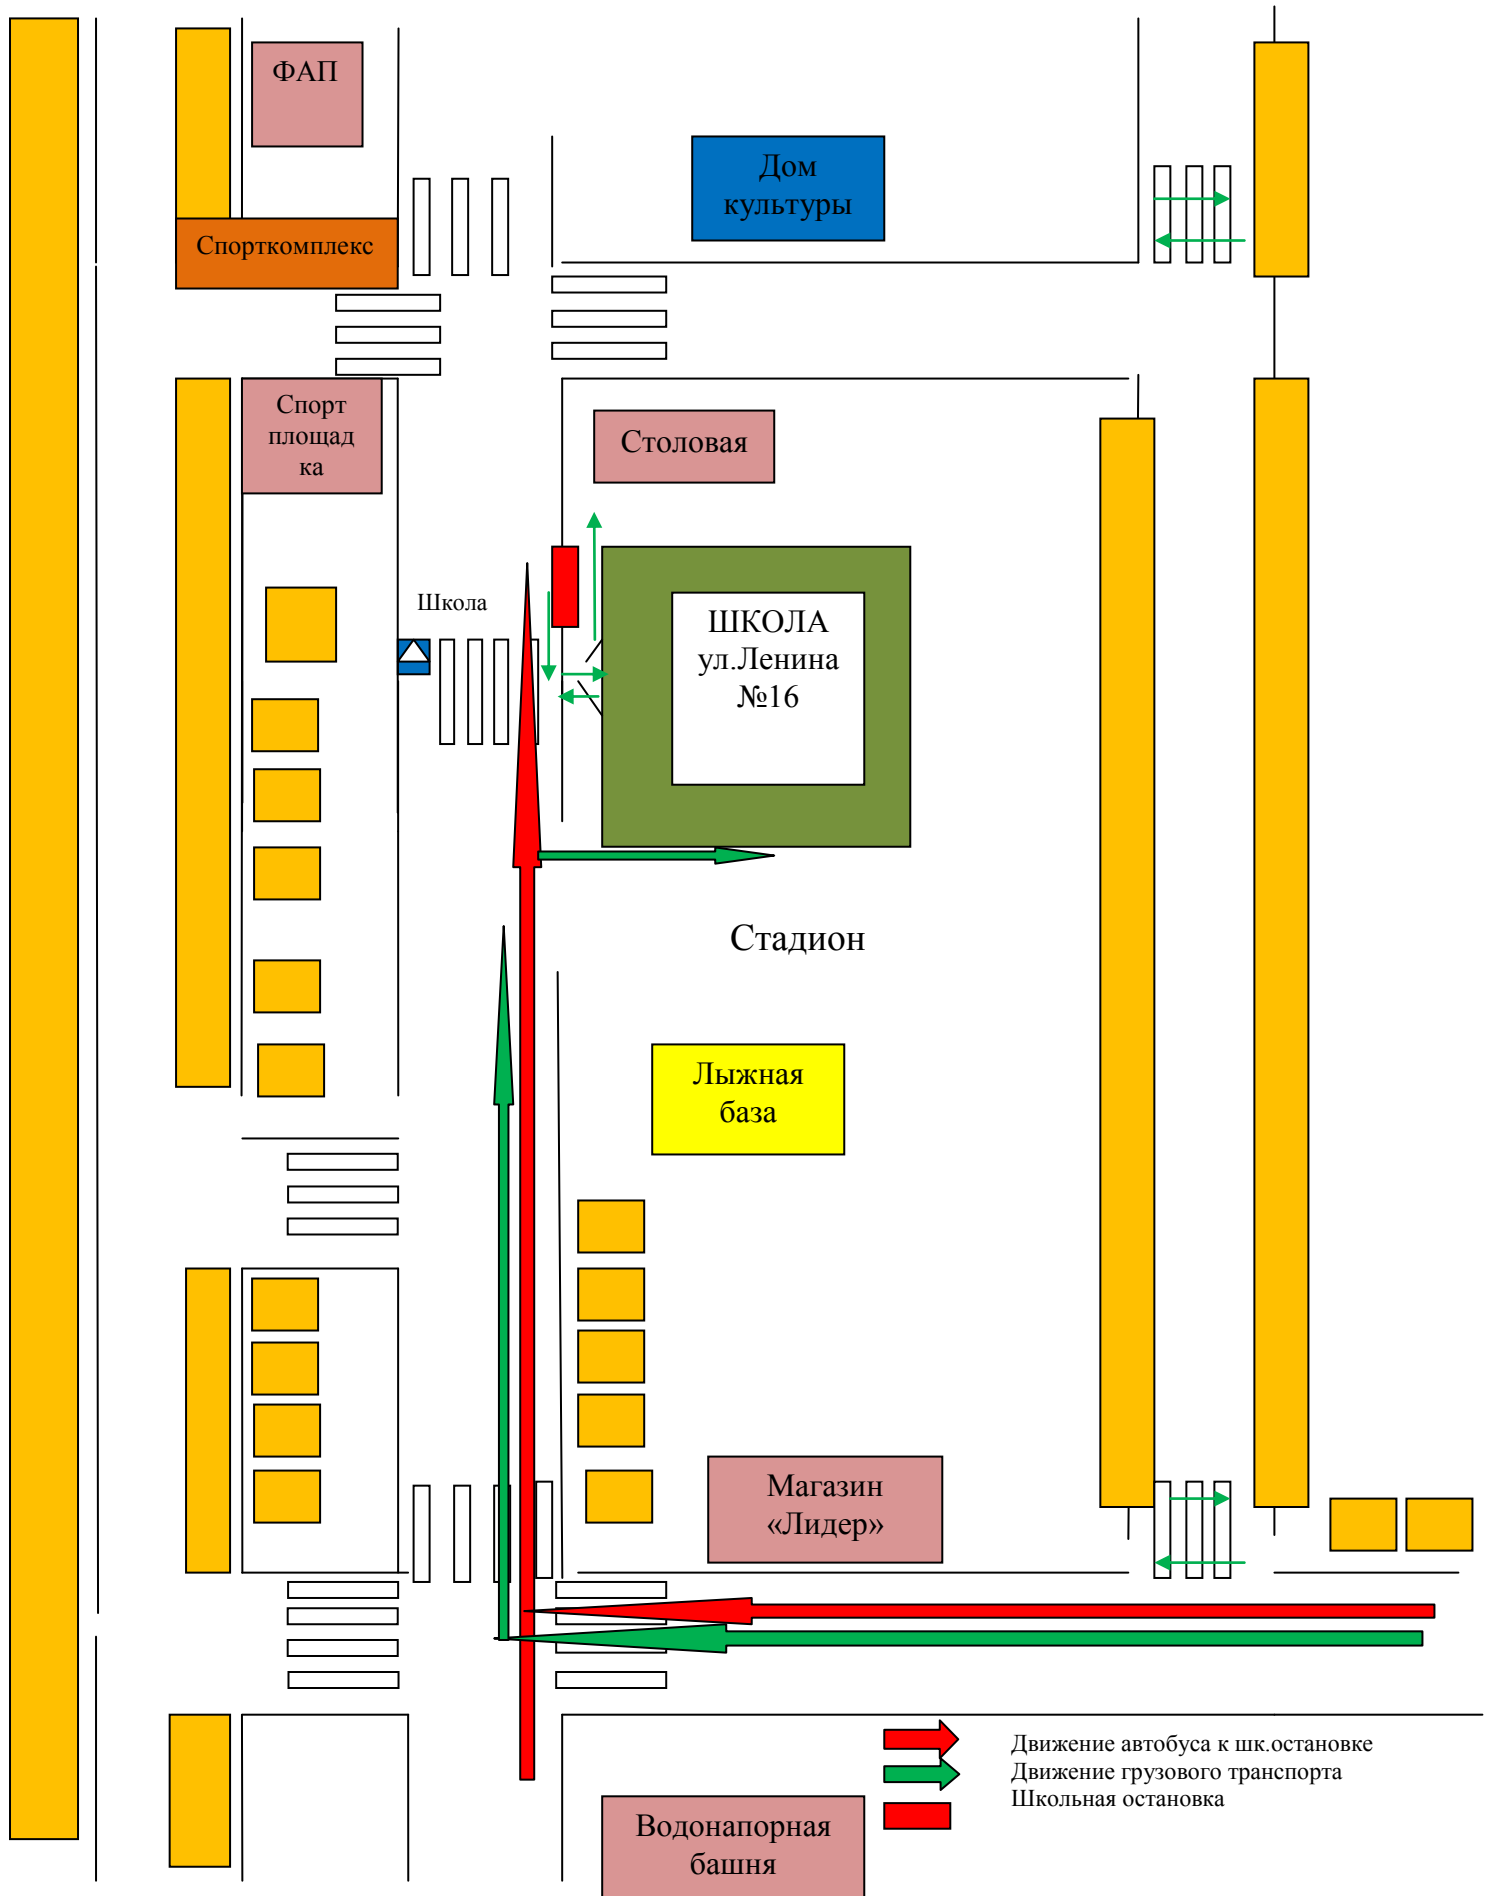 ФАП
Дом
культуры
Спорткомплекс
Спорт
площад
ка
Столовая
Школа
ШКОЛА
ул.Ленина
№16
Стадион
Лыжная
база
Магазин
«Лидер»
Движение автобуса к шк.остановке
Движение грузового транспорта
Школьная остановка
Водонапорная
башня